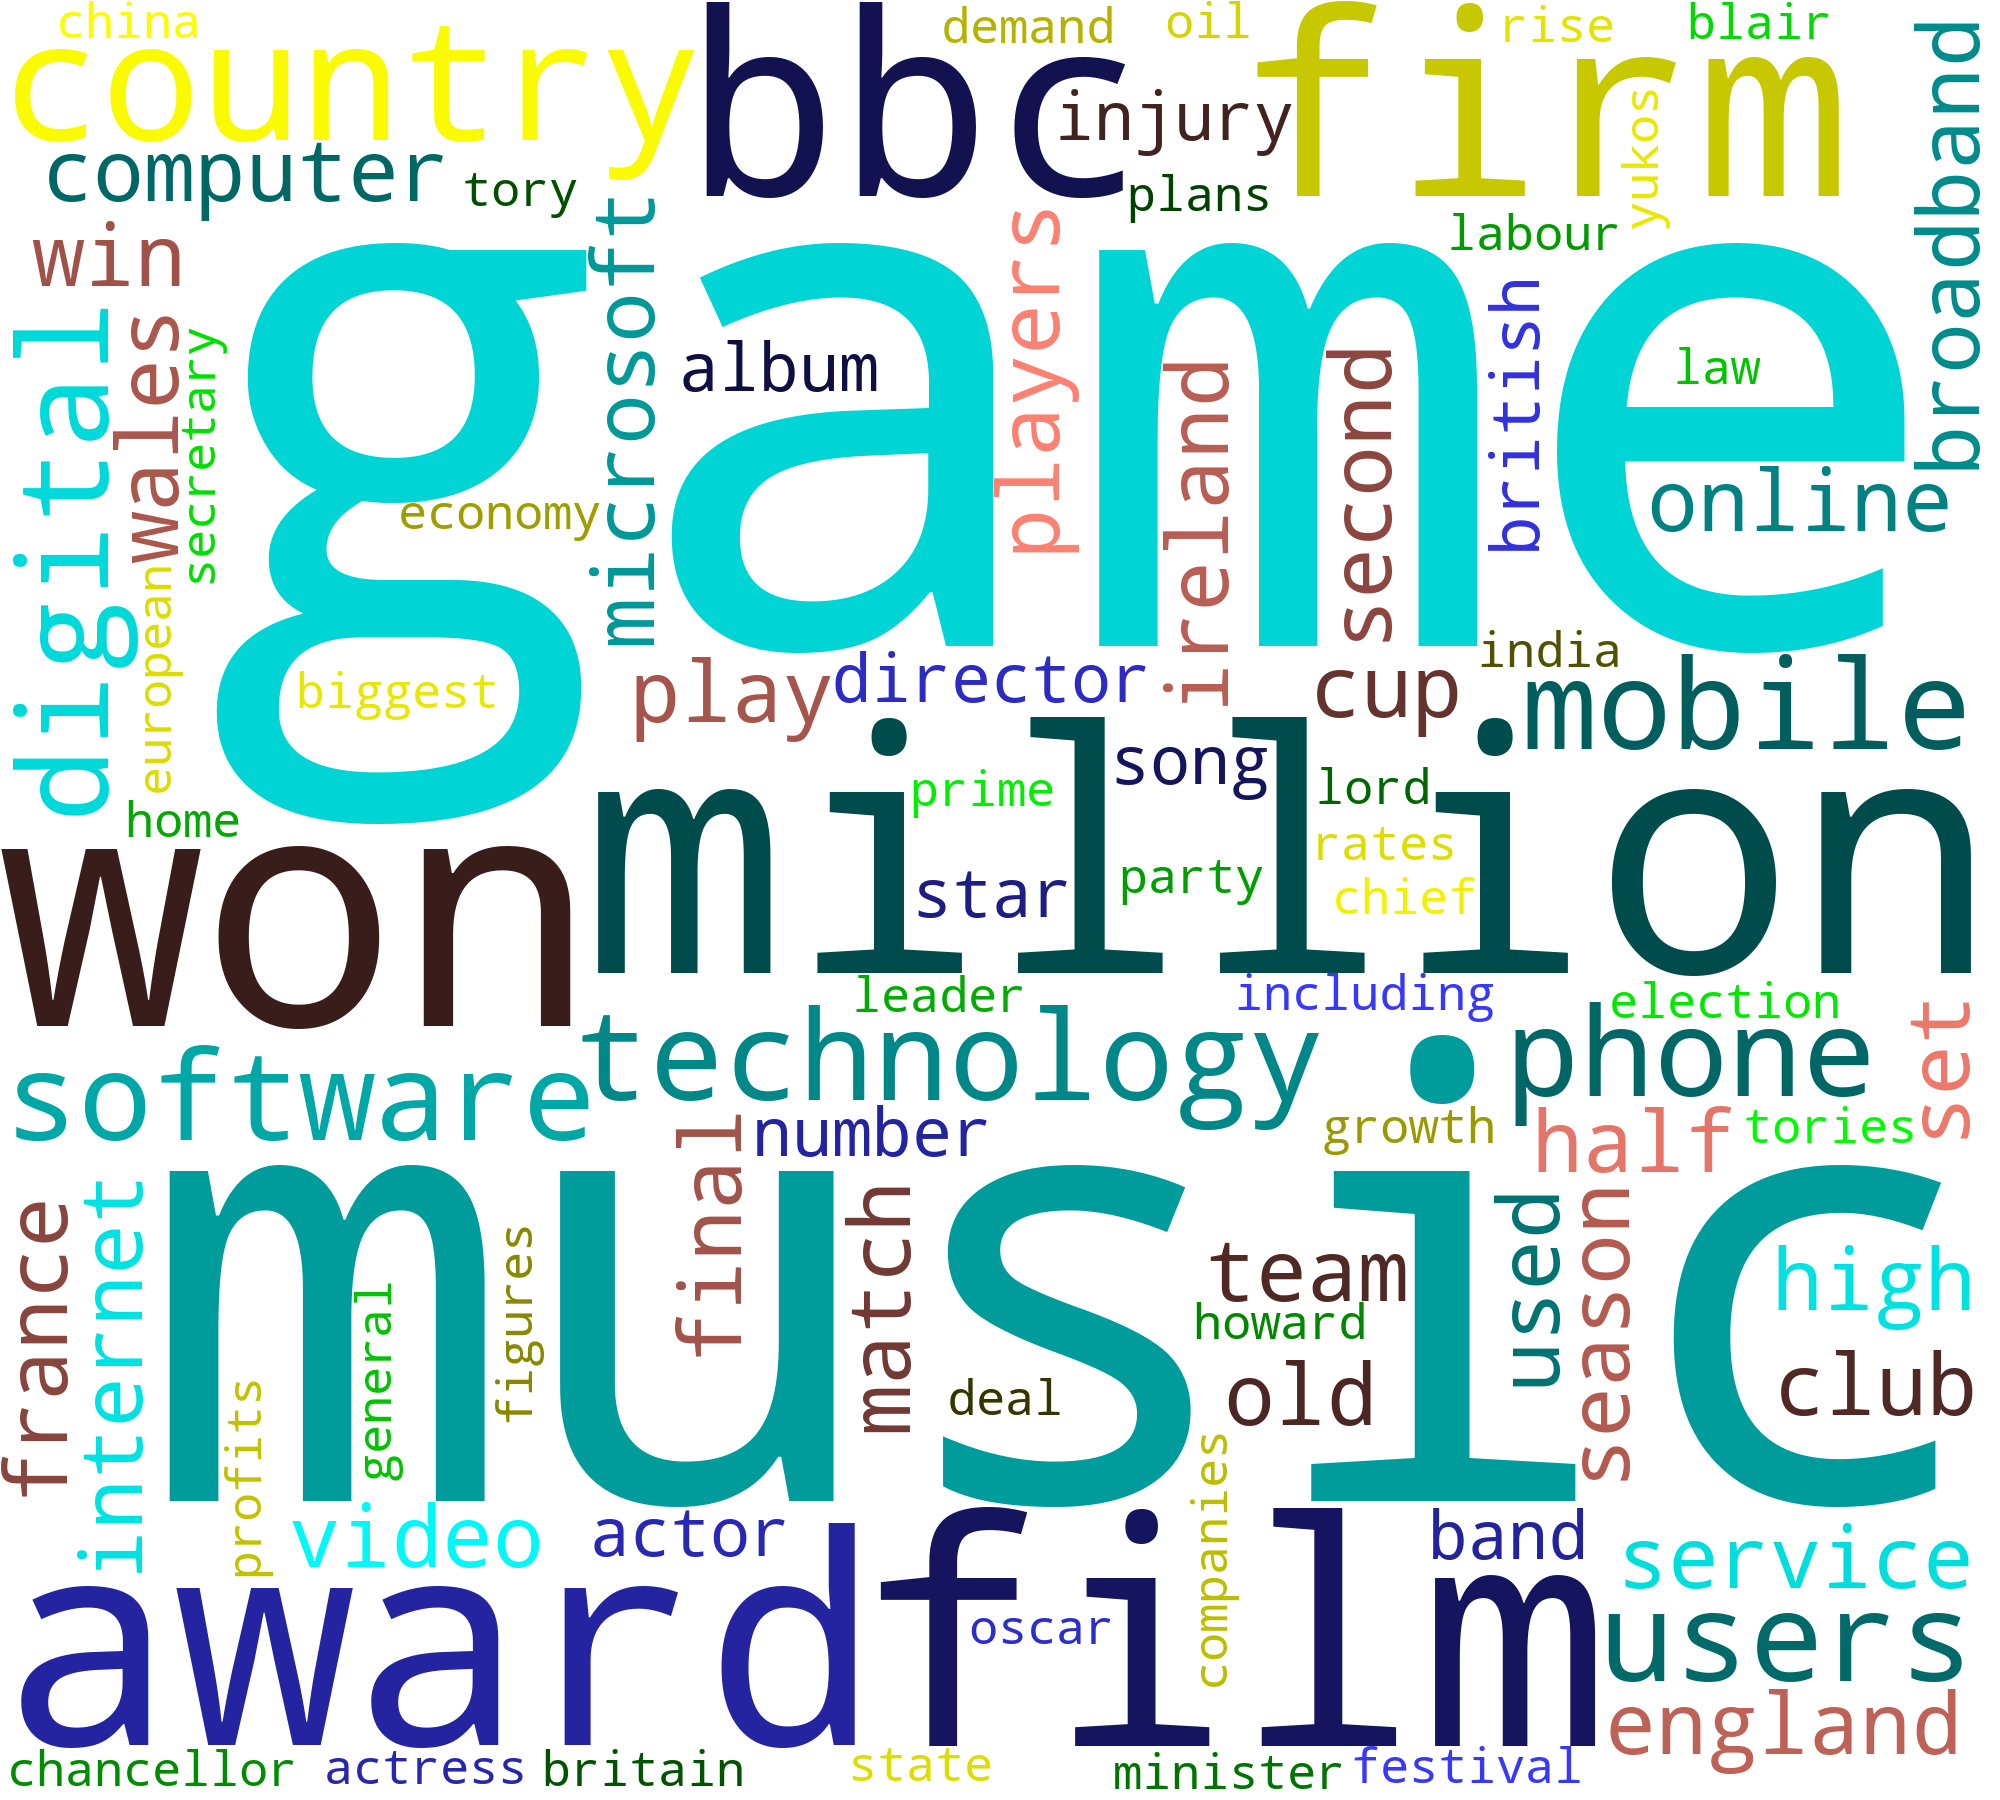 china
country
bbc
demand
oil
firm
rise
blair
broadband
computer
tory
injury
plans
yukos
labour
win
microsoft
players
game
british
law
digital
wales
secretary
album
ireland
second
online
economy
european
biggest
play
director
cup
india
mobile
home
million
prime
song
lord
rates
won
star
party
chief
leader
including
election
set
software
technology
phone
final
number
growth
half
tories
france
internet
music
general
figures
match
team
howard
used
season
high
profits
deal
old
club
companies
video
actor
band
service
award
film
oscar
users
england
chancellor
actress
britain
state
minister
festival